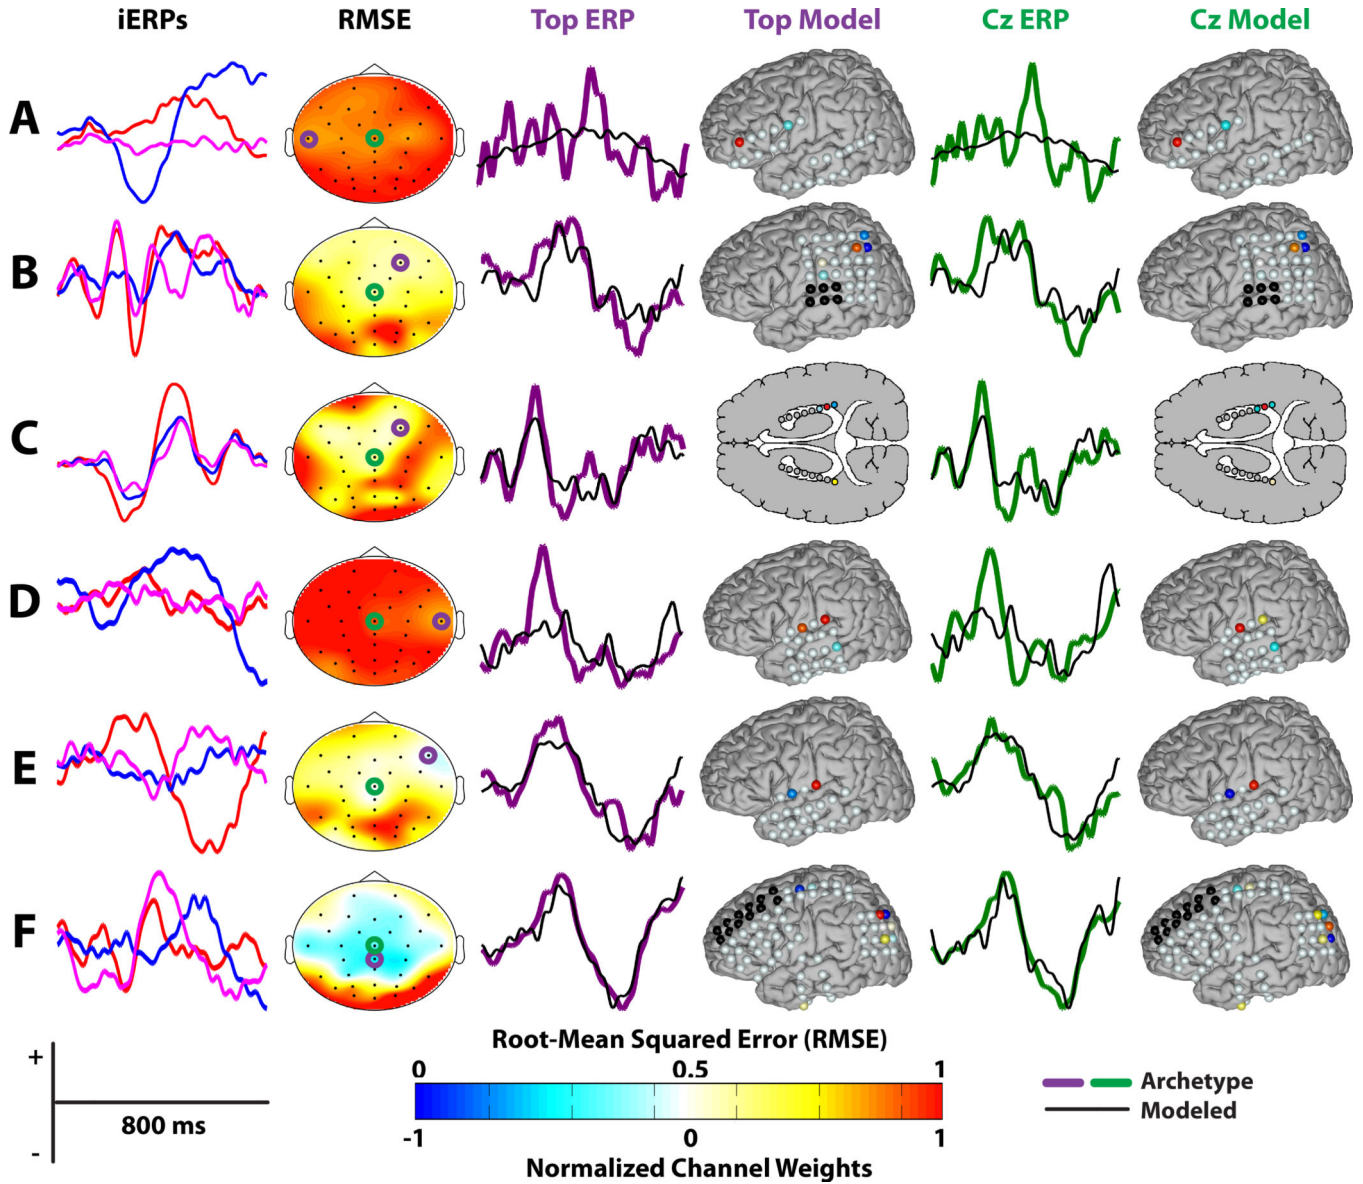 iERPs RMSE Top ERP Top Model Cz ERP Cz Model
A
B
C
D
E
F
+
800 ms
-
Root-Mean Squared Error (RMSE)
0 0.5 1
-1 0 1
Normalized Channel Weights
Archetype
Modeled